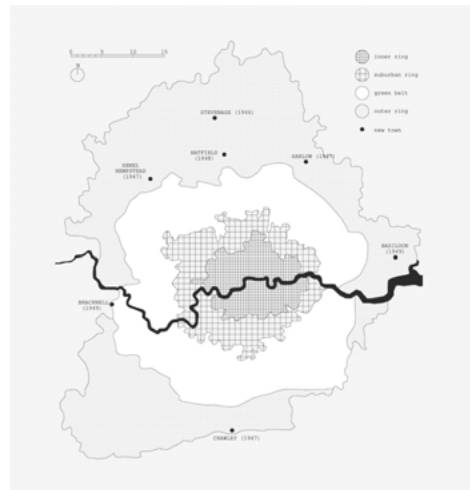 0 5 10 15
N
inner ring
suburban ring
green belt
outer ring
new town
STEVENAGE (1946)
HATFIELD
(1948)
HARLOW (1947)
HEMEL
HEMPSTEAD
(1947)
BASILDON
(1949)
BRACKNELL
(1949)
CRAWLEY (1947)